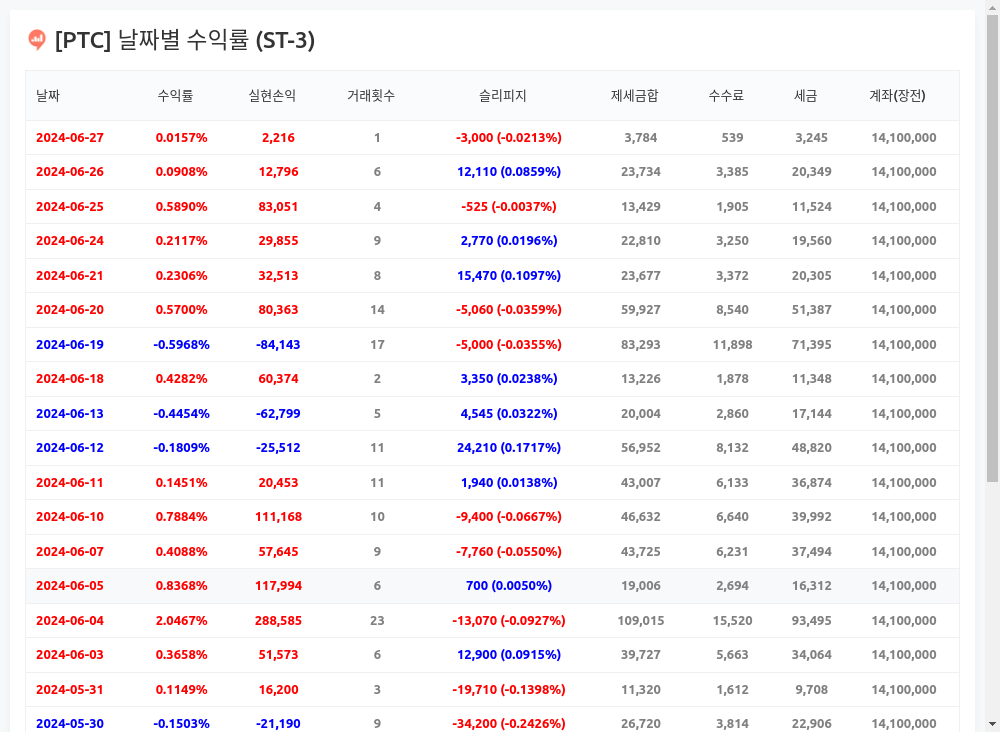 [PTC] 날짜별 수익률 (ST-3)
날짜 수익률 실현손익 거래횟수 슬리피지 제세금합 수수료 세금 계좌(장전)
2024-06-27 0.0157% 2,216 1 -3,000 (-0.0213%) 3,784 539 3,245 14,100,000
2024-06-26 0.0908% 12,796 6 12,110 (0.0859%) 23,734 3,385 20,349 14,100,000
2024-06-25 0.5890% 83,051 4 -525 (-0.0037%) 13,429 1,905 11,524 14,100,000
2024-06-24 0.2117% 29,855 9 2,770 (0.0196%) 22,810 3,250 19,560 14,100,000
2024-06-21 0.2306% 32,513 8 15,470 (0.1097%) 23,677 3,372 20,305 14,100,000
2024-06-20 0.5700% 80,363 14 -5,060 (-0.0359%) 59,927 8,540 51,387 14,100,000
2024-06-19 -0.5968% -84,143 17 -5,000 (-0.0355%) 83,293 11,898 71,395 14,100,000
2024-06-18 0.4282% 60,374 2 3,350 (0.0238%) 13,226 1,878 11,348 14,100,000
2024-06-13 -0.4454% -62,799 5 4,545 (0.0322%) 20,004 2,860 17,144 14,100,000
2024-06-12 -0.1809% -25,512 11 24,210 (0.1717%) 56,952 8,132 48,820 14,100,000
2024-06-11 0.1451% 20,453 11 1,940 (0.0138%) 43,007 6,133 36,874 14,100,000
2024-06-10 0.7884% 111,168 10 -9,400 (-0.0667%) 46,632 6,640 39,992 14,100,000
2024-06-07 0.4088% 57,645 9 -7,760 (-0.0550%) 43,725 6,231 37,494 14,100,000
2024-06-05 0.8368% 117,994 6 700 (0.0050%) 19,006 2,694 16,312 14,100,000
2024-06-04 2.0467% 288,585 23 -13,070 (-0.0927%) 109,015 15,520 93,495 14,100,000
2024-06-03 0.3658% 51,573 6 12,900 (0.0915%) 39,727 5,663 34,064 14,100,000
2024-05-31 0.1149% 16,200 3 -19,710 (-0.1398%) 11,320 1,612 9,708 14,100,000
2024-05-30 -0.1503% -21,190 9 -34,200 (-0.2426%) 26,720 3,814 22,906 14,100,000